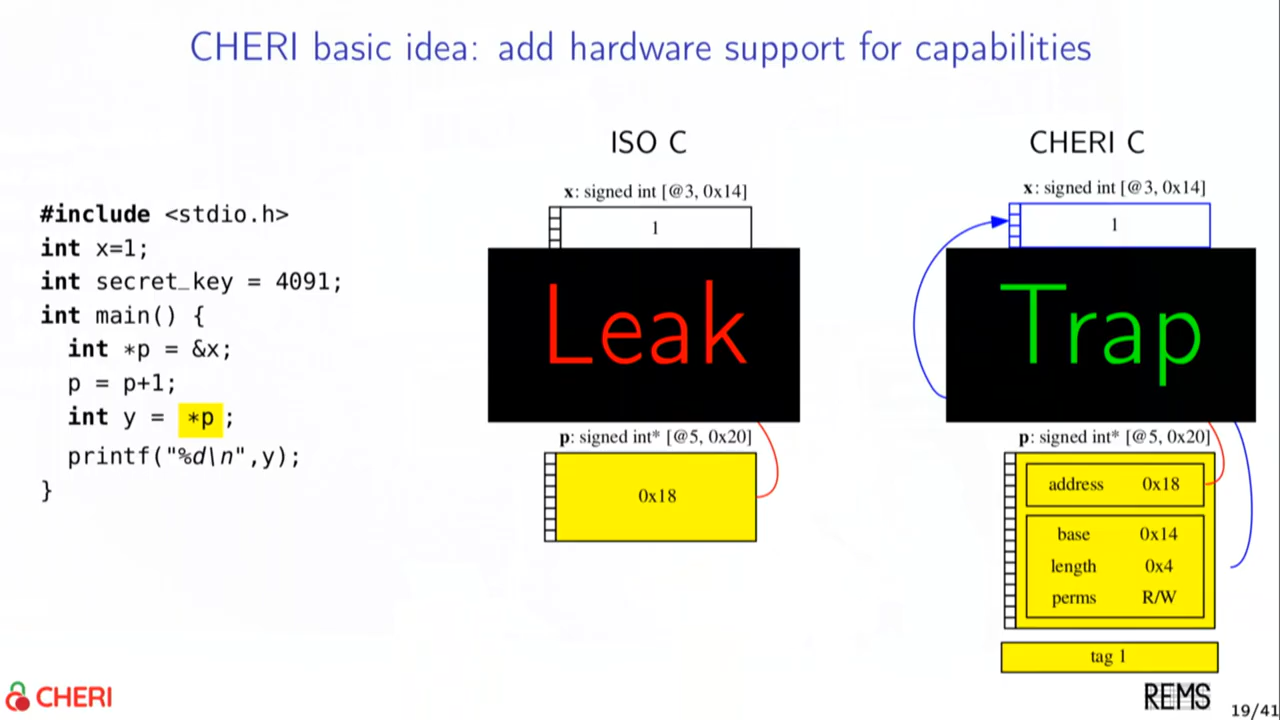 CHERI basic idea: add hardware support for capabilities
#include <stdio.h>
int x=1;
int secret_key = 4091;
int main() {
int *p = &x;
p = p+1;
int y = *p ;
printf("%d\n",y);
}
ISO C
x: signed int [@3, 0x14]
1
Leak
p: signed int* [@5, 0x20]
0x18
CHERI C
x: signed int [@3, 0x14]
1
Trap
p: signed int* [@5, 0x20]
address 0x18
base 0x14
length 0x4
perms R/W
tag 1
CHERI
REMS
19/41